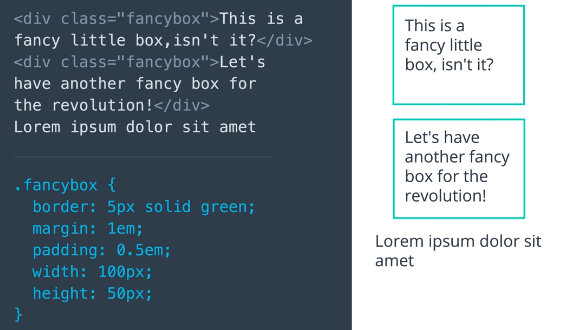 <div class="fancybox">This is a
fancy little box,isn't it?</div>
<div class="fancybox">Let's
have another fancy box for
the revolution!</div>
Lorem ipsum dolor sit amet
.fancybox {
  border: 5px solid green;
  margin: 1em;
  padding: 0.5em;
  width: 100px;
  height: 50px;
}
This is a
fancy little
box, isn't it?
Let's have
another fancy
box for the
revolution!
Lorem ipsum dolor sit
amet